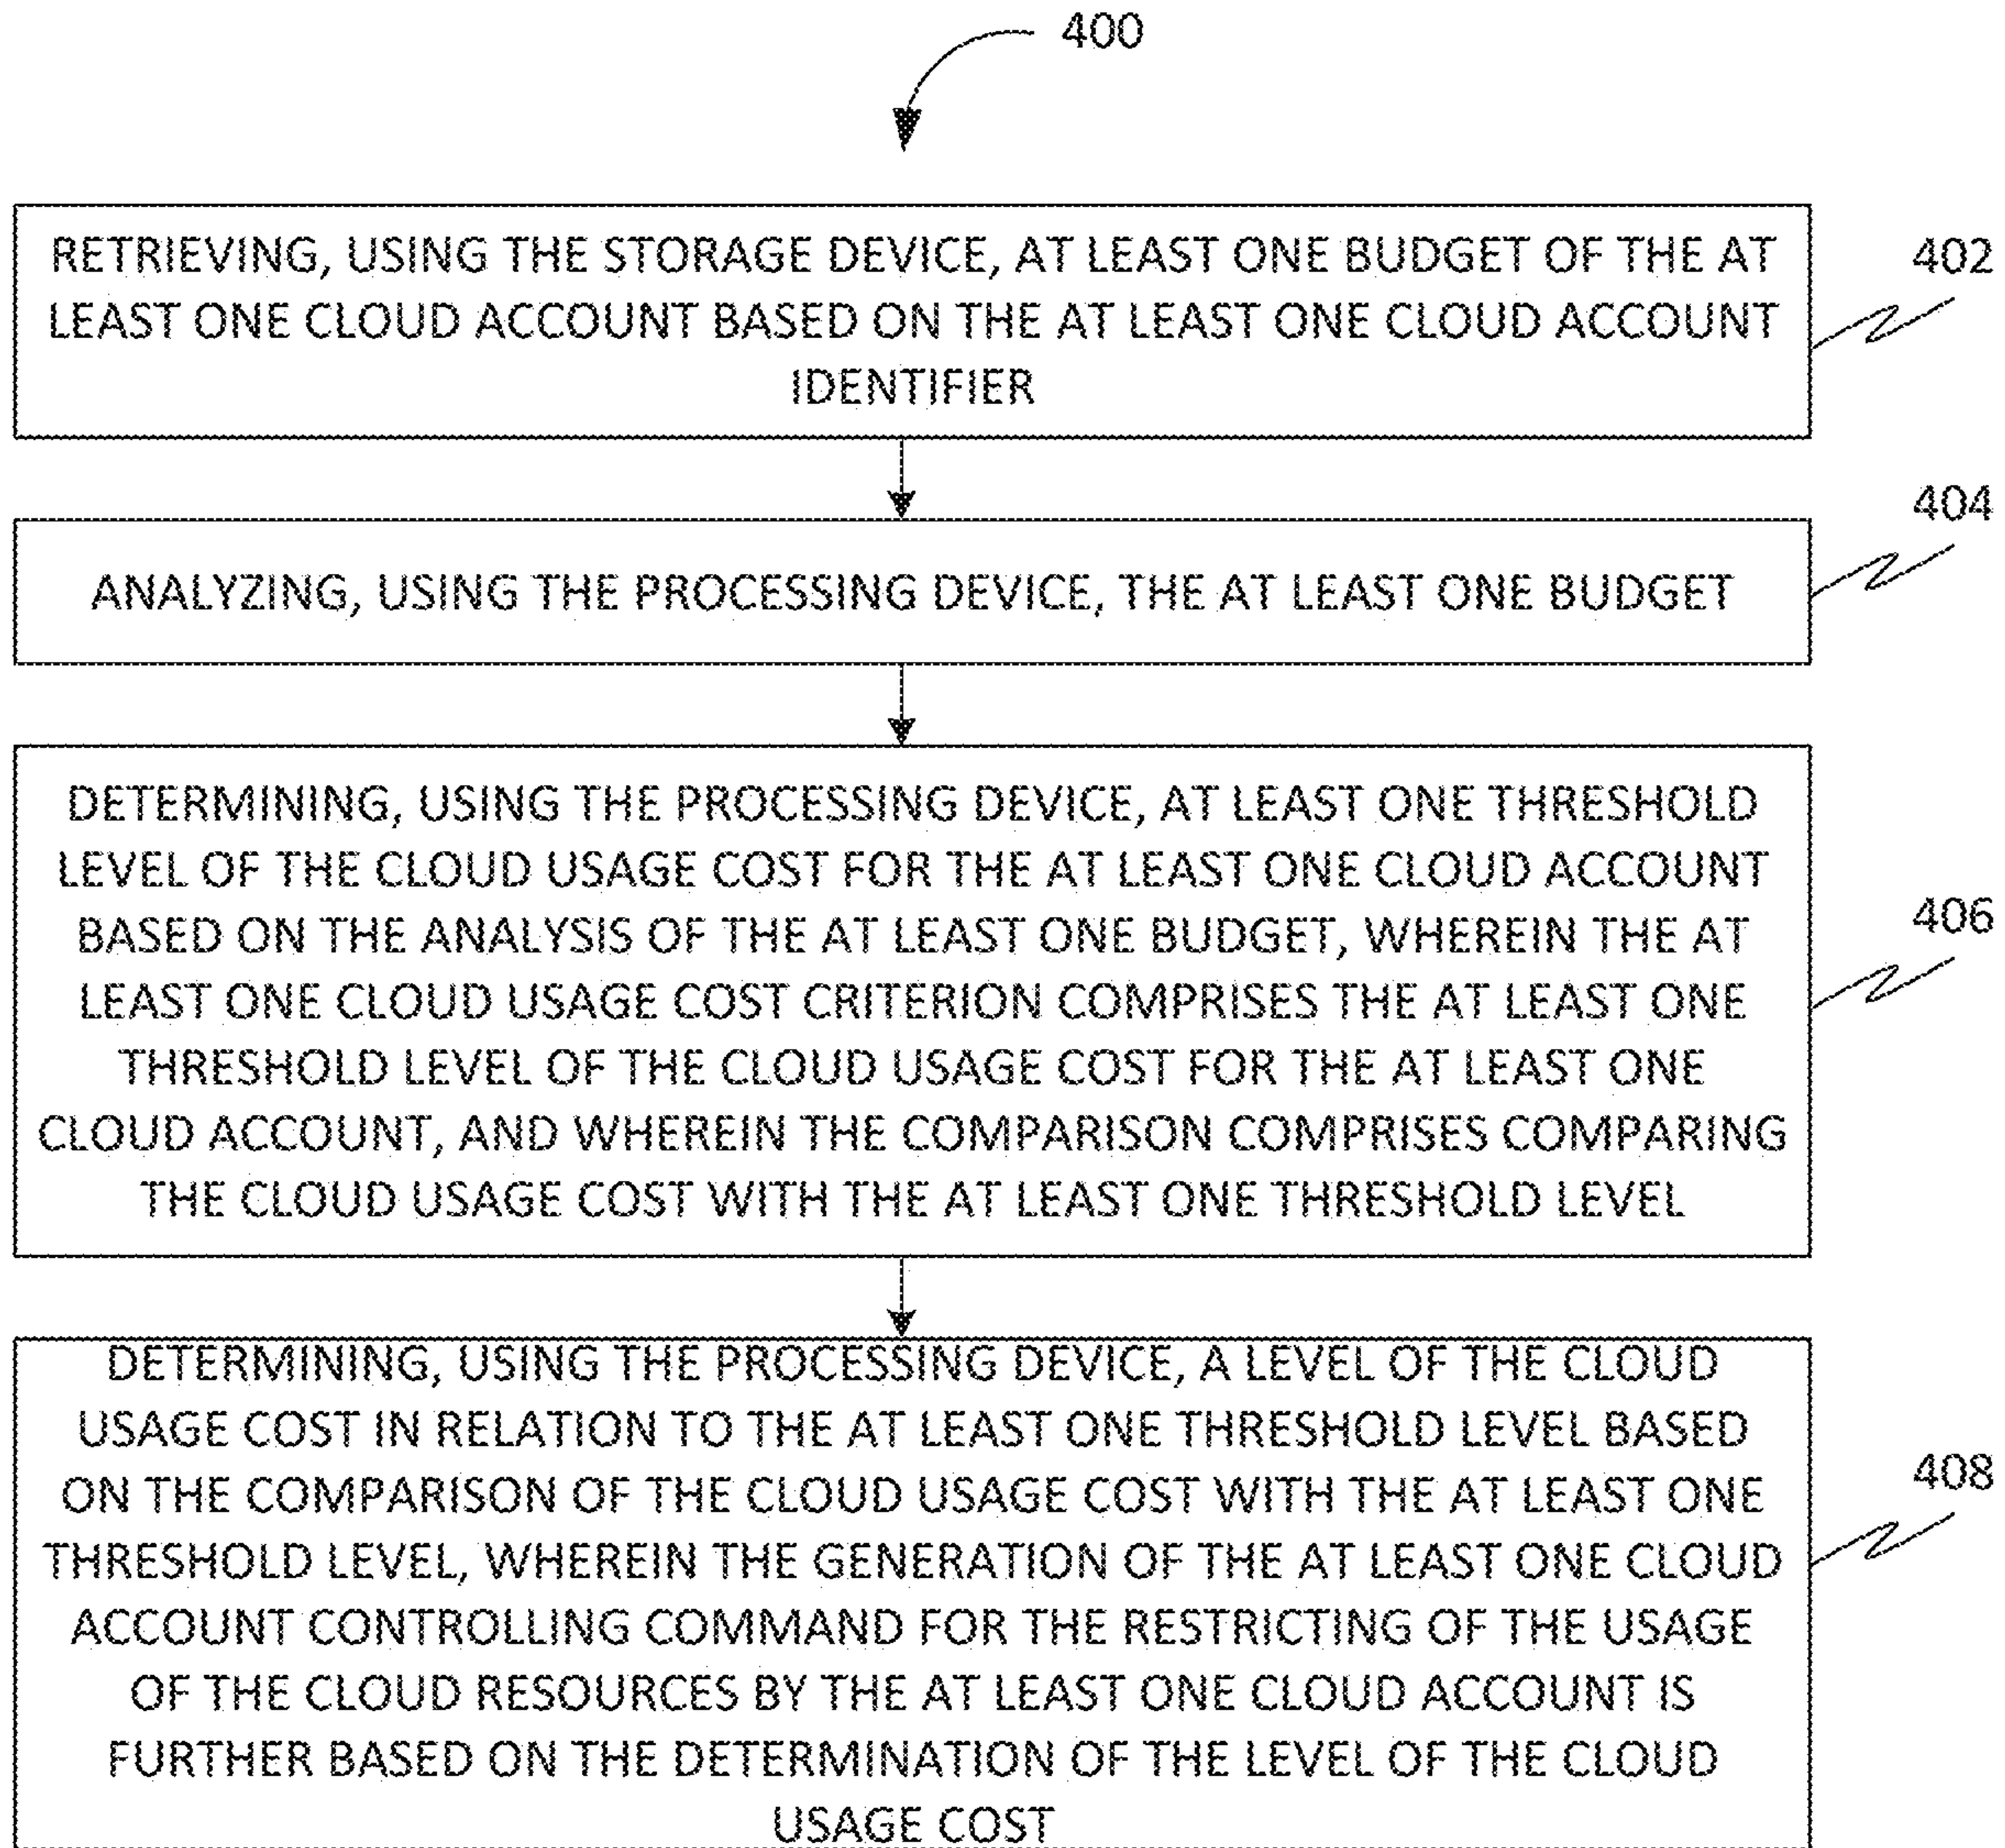 400
RETRIEVING, USING THE STORAGE DEVICE, AT LEAST ONE BUDGET OF THE AT
LEAST ONE CLOUD ACCOUNT BASED ON THE AT LEAST ONE CLOUD ACCOUNT
IDENTIFIER
402
ANALYZING, USING THE PROCESSING DEVICE, THE AT LEAST ONE BUDGET
404
DETERMINING, USING THE PROCESSING DEVICE, AT LEAST ONE THRESHOLD
LEVEL OF THE CLOUD USAGE COST FOR THE AT LEAST ONE CLOUD ACCOUNT
BASED ON THE ANALYSIS OF THE AT LEAST ONE BUDGET, WHEREIN THE AT
LEAST ONE CLOUD USAGE COST CRITERION COMPRISES THE AT LEAST ONE
THRESHOLD LEVEL OF THE CLOUD USAGE COST FOR THE AT LEAST ONE
CLOUD ACCOUNT, AND WHEREIN THE COMPARISON COMPRISES COMPARING
THE CLOUD USAGE COST WITH THE AT LEAST ONE THRESHOLD LEVEL
406
DETERMINING, USING THE PROCESSING DEVICE, A LEVEL OF THE CLOUD
USAGE COST IN RELATION TO THE AT LEAST ONE THRESHOLD LEVEL BASED
ON THE COMPARISON OF THE CLOUD USAGE COST WITH THE AT LEAST ONE
THRESHOLD LEVEL, WHEREIN THE GENERATION OF THE AT LEAST ONE CLOUD
ACCOUNT CONTROLLING COMMAND FOR THE RESTRICTING OF THE USAGE
OF THE CLOUD RESOURCES BY THE AT LEAST ONE CLOUD ACCOUNT IS
FURTHER BASED ON THE DETERMINATION OF THE LEVEL OF THE CLOUD
USAGE COST
408